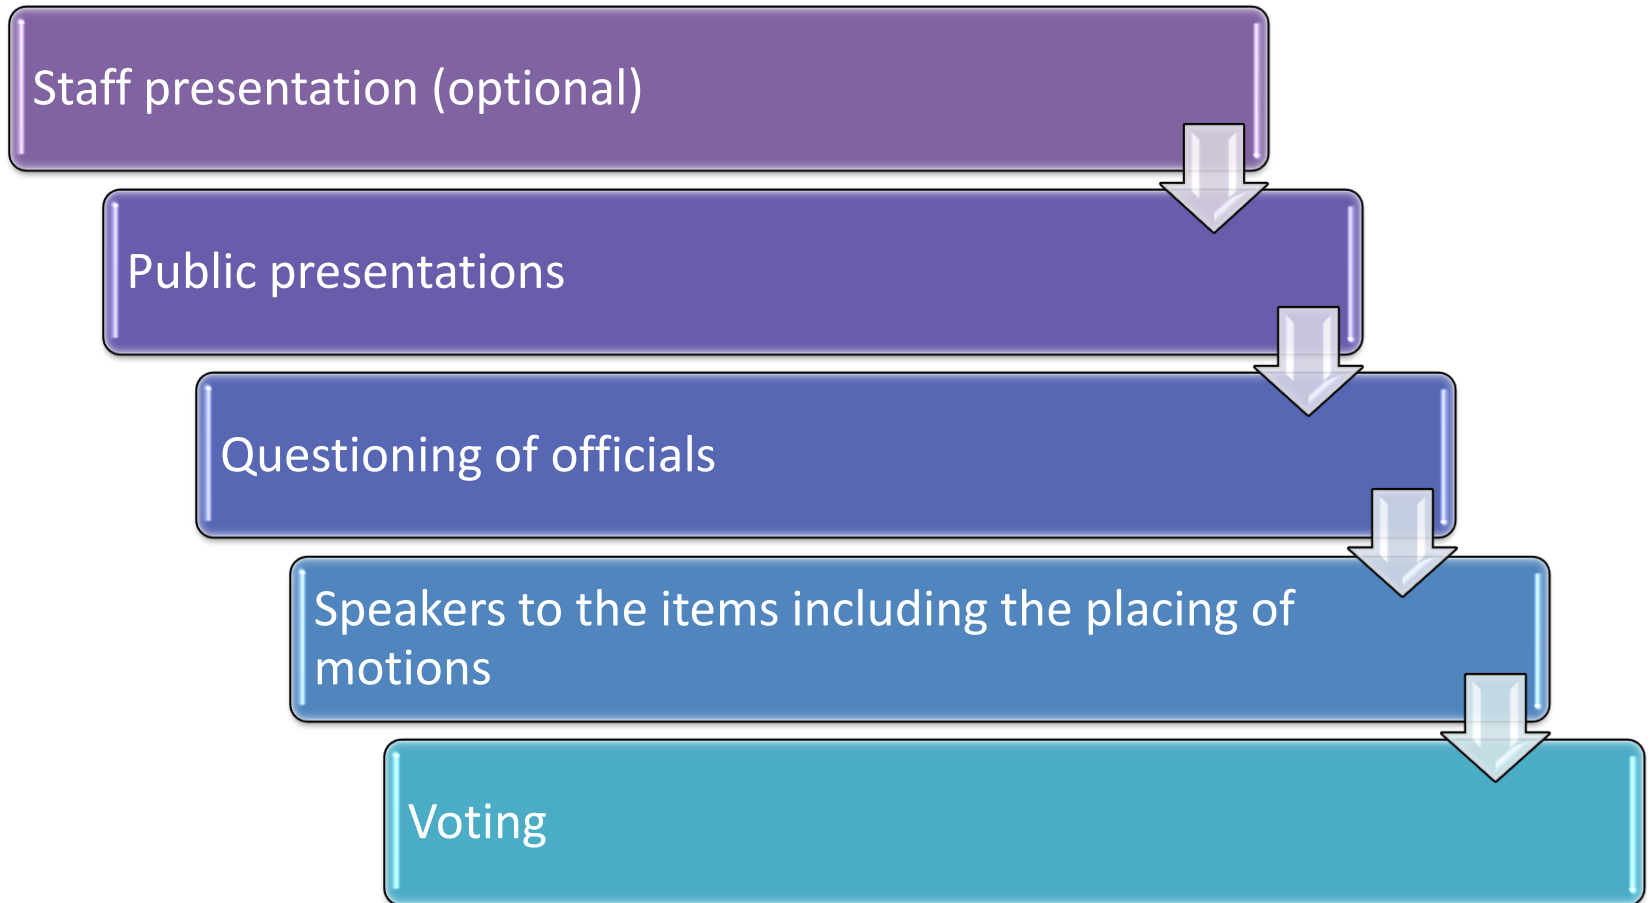 Staff presentation (optional)
Public presentations
Questioning of officials
Speakers to the items including the placing of
motions
Voting